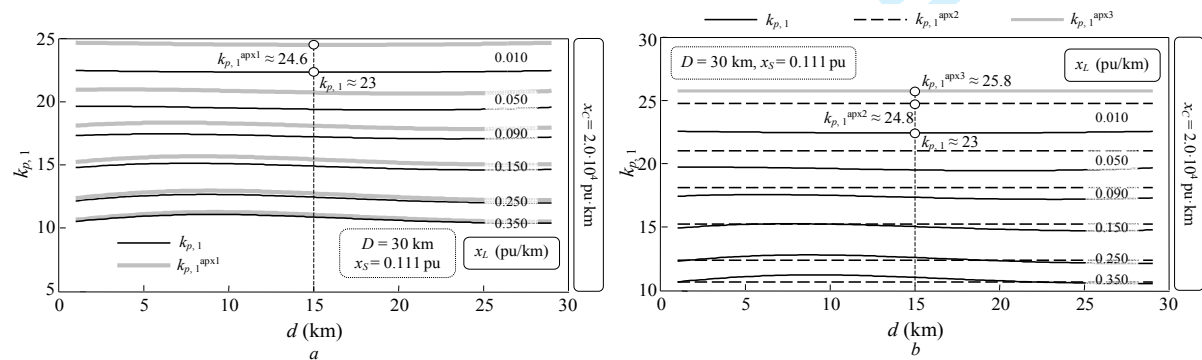 k_{p, 1} k_{p, 1}^{apx2} k_{p, 1}^{apx3}
25
20
15
10
5
k_{p, 1}
k_{p, 1}^{apx1} ≈ 24.6
k_{p, 1} ≈ 23
0.010
0.050
0.090
0.150
0.250
0.350
k_{p, 1}
k_{p, 1}^{apx1}
D = 30 km
x_S = 0.111 pu
x_L (pu/km)
0 5 10 15 20 25 30
d (km)
a
x_C = 2.0·10^4 pu·km
30
25
20
15
10
k_{p, 1}
D = 30 km, x_S = 0.111 pu
x_L (pu/km)
k_{p, 1}^{apx3} ≈ 25.8
k_{p, 1}^{apx2} ≈ 24.8
k_{p, 1} ≈ 23
0.010
0.050
0.090
0.150
0.250
0.350
0 5 10 15 20 25 30
d (km)
b
x_C = 2.0·10^4 pu·km